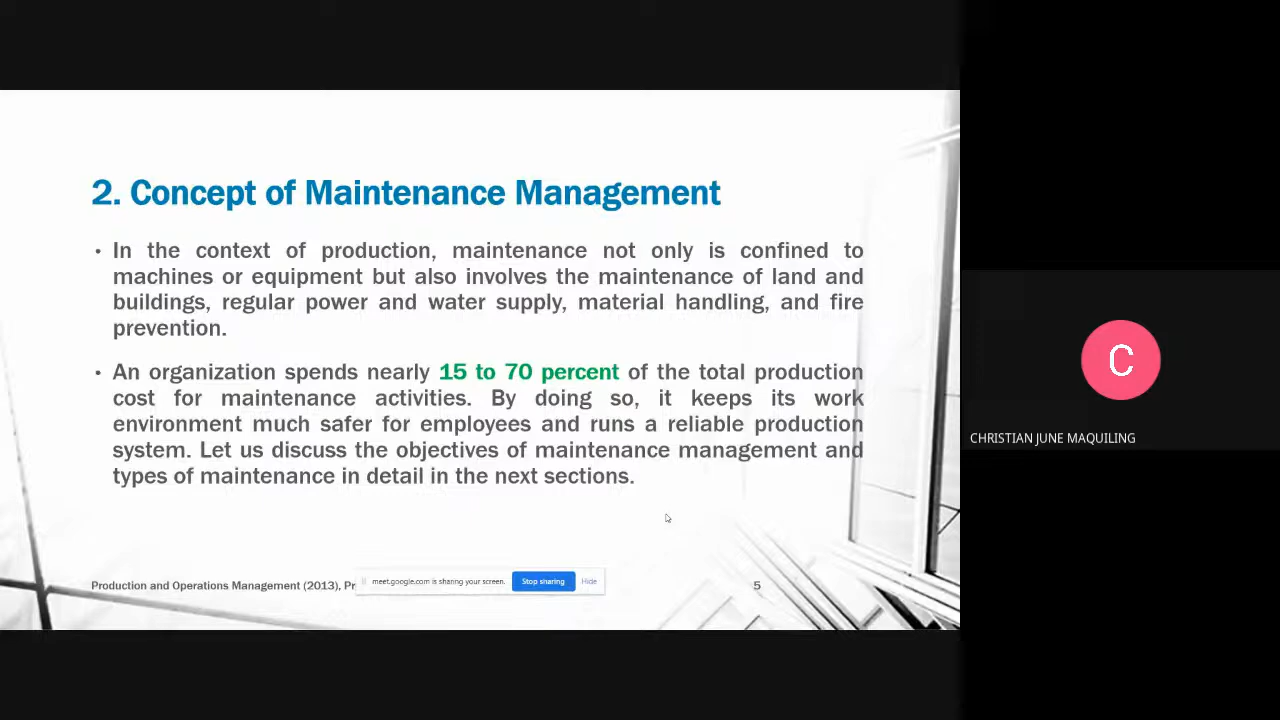 2. Concept of Maintenance Management
• In the context of production, maintenance not only is confined to
machines or equipment but also involves the maintenance of land and
buildings, regular power and water supply, material handling, and fire
prevention.
• An organization spends nearly 15 to 70 percent of the total production
cost for maintenance activities. By doing so, it keeps its work
environment much safer for employees and runs a reliable production
system. Let us discuss the objectives of maintenance management and
types of maintenance in detail in the next sections.
C
CHRISTIAN JUNE MAQUILING
Production and Operations Management (2013), Pr
meet.google.com is sharing your screen. Stop sharing Hide
5